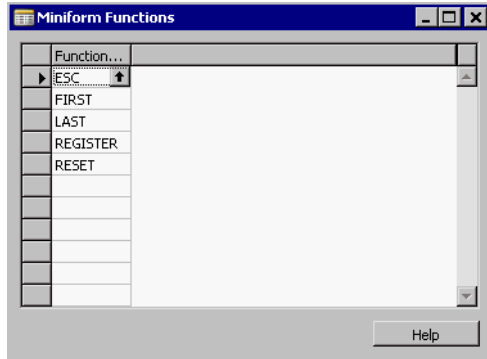 Miniform Functions
Function...
ESC
FIRST
LAST
REGISTER
RESET
Help